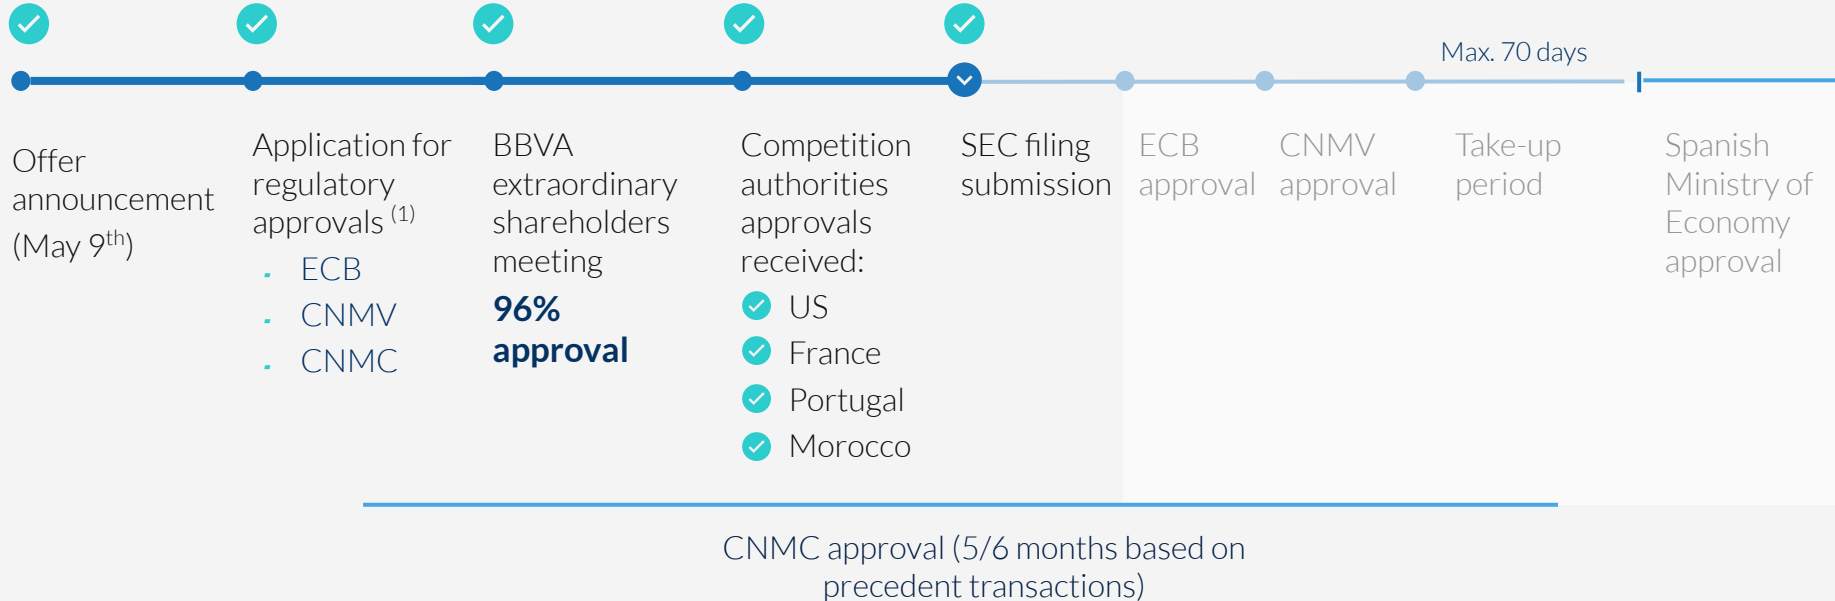 Max. 70 days
Offer
announcement
(May 9th)
Application for
regulatory
approvals (1)
- ECB
- CNMV
- CNMC
BBVA
extraordinary
shareholders
meeting
96%
approval
Competition
authorities
approvals
received:
US
France
Portugal
Morocco
SEC filing
submission
ECB
approval
CNMV
approval
Take-up
period
Spanish
Ministry of
Economy
approval
CNMC approval (5/6 months based on
precedent transactions)